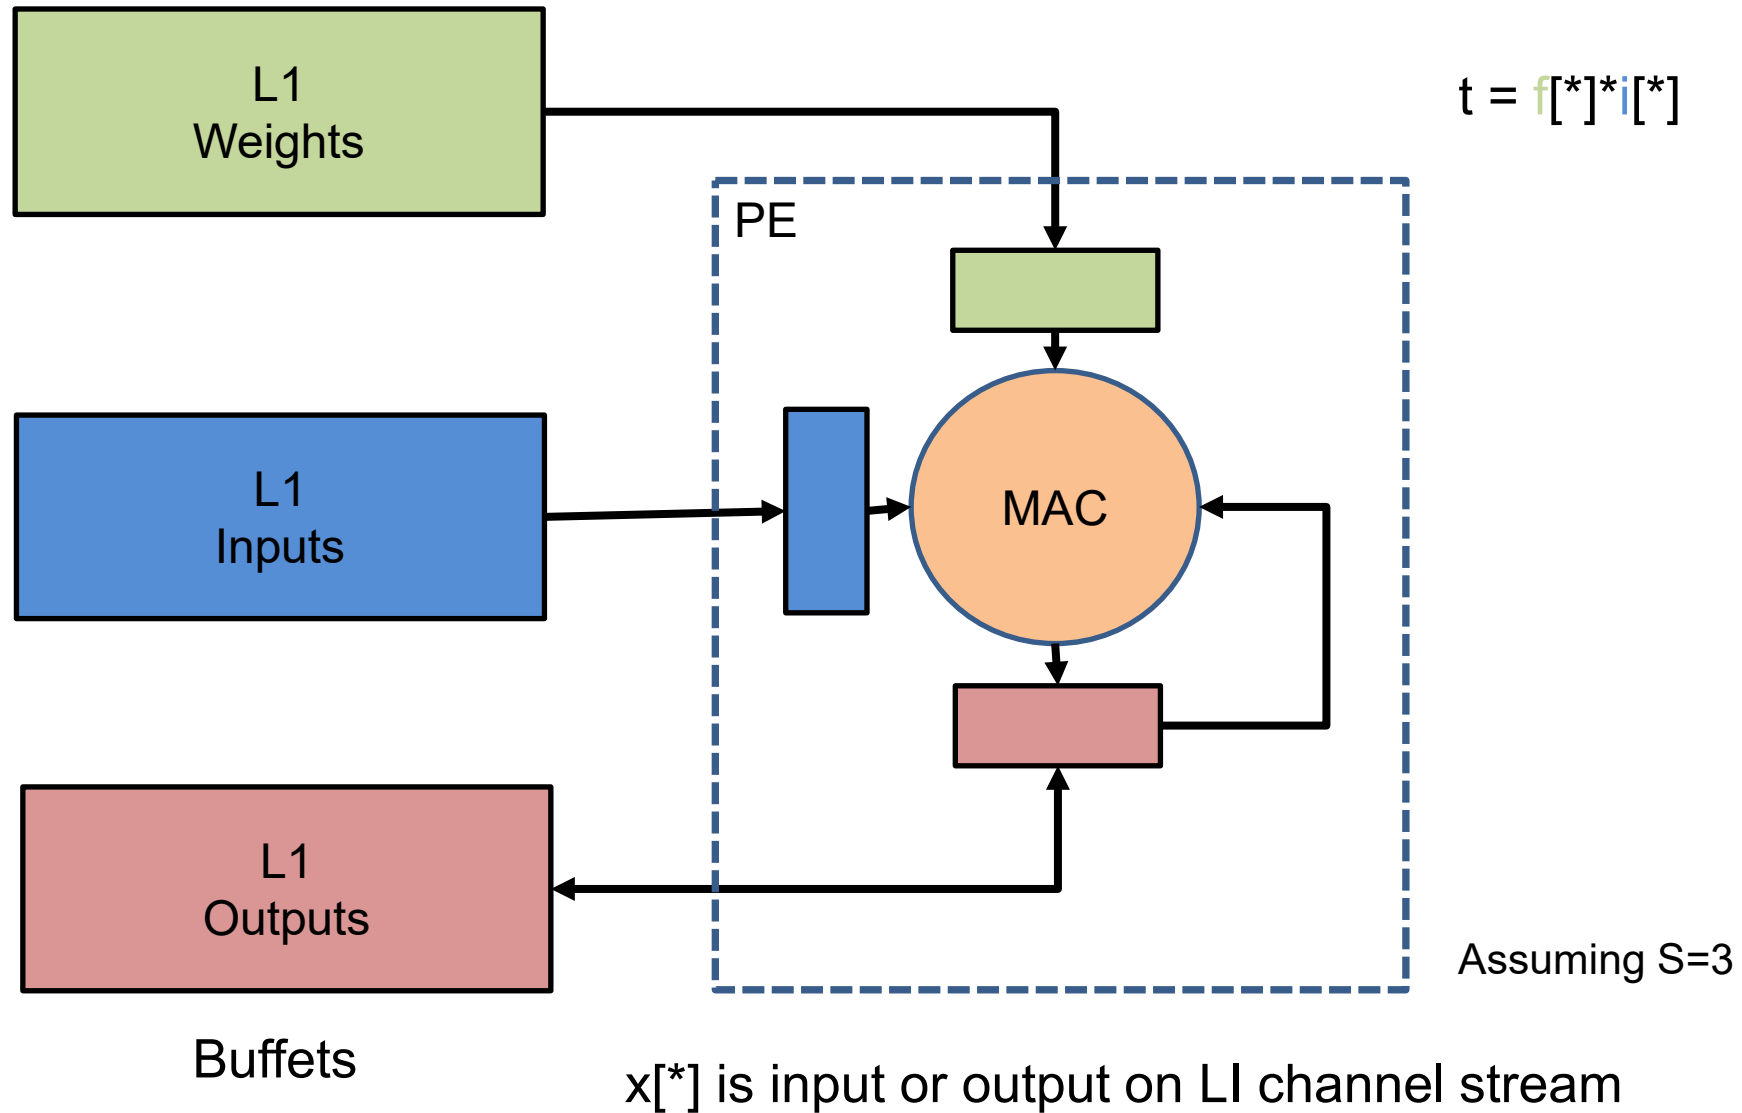 L1
Weights
t = f[*]*i[*]
PE
L1
Inputs
MAC
L1
Outputs
Assuming S=3
Buffets
x[*] is input or output on LI channel stream